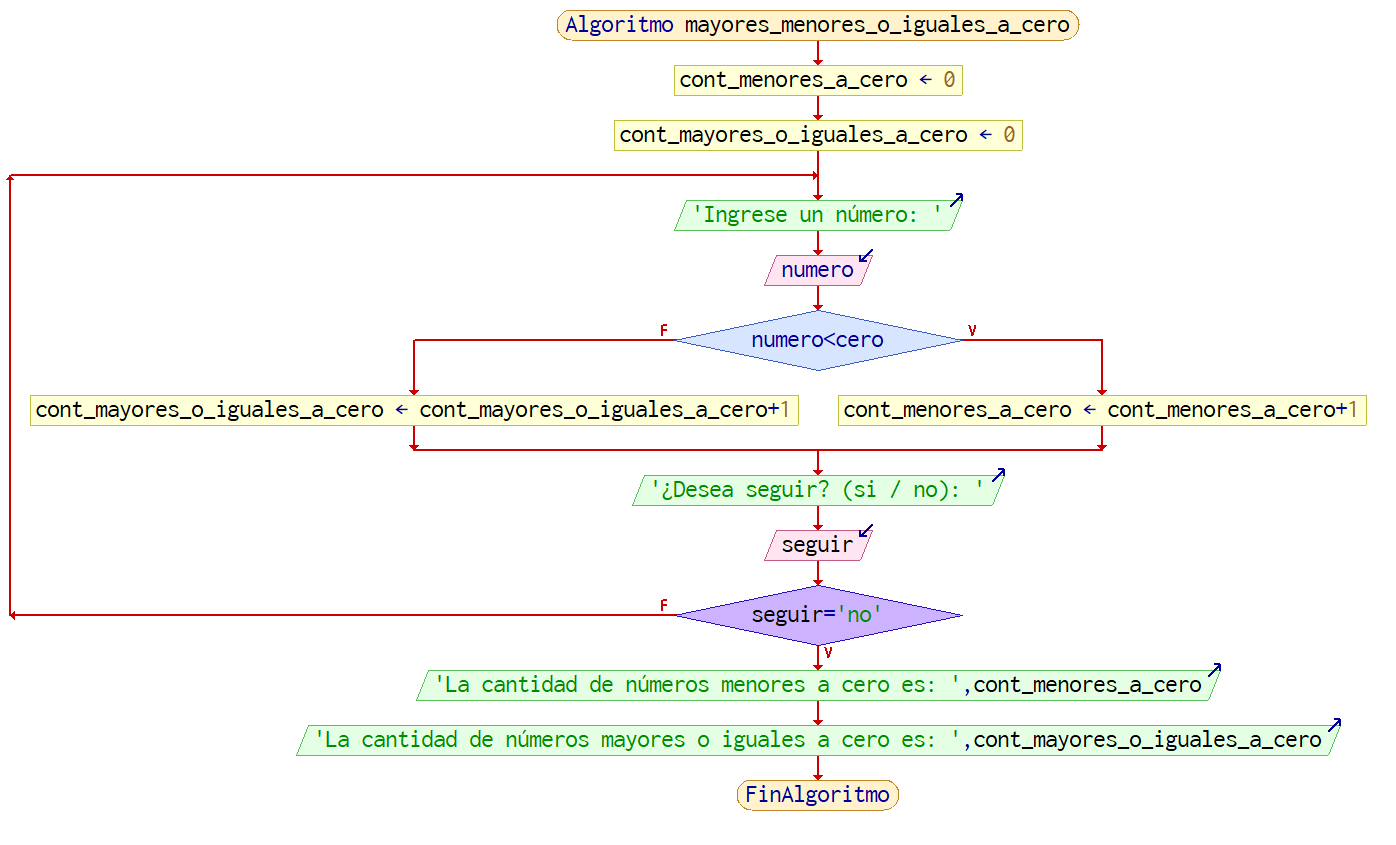 Algoritmo mayores_menores_o_iguales_a_cero
cont_menores_a_cero ← 0
cont_mayores_o_iguales_a_cero ← 0
'Ingrese un número: '
numero
F
numero<cero
V
cont_mayores_o_iguales_a_cero ← cont_mayores_o_iguales_a_cero+1
cont_menores_a_cero ← cont_menores_a_cero+1
'¿Desea seguir? (si / no): '
seguir
F
seguir='no'
V
'La cantidad de números menores a cero es: ',cont_menores_a_cero
'La cantidad de números mayores o iguales a cero es: ',cont_mayores_o_iguales_a_cero
FinAlgoritmo